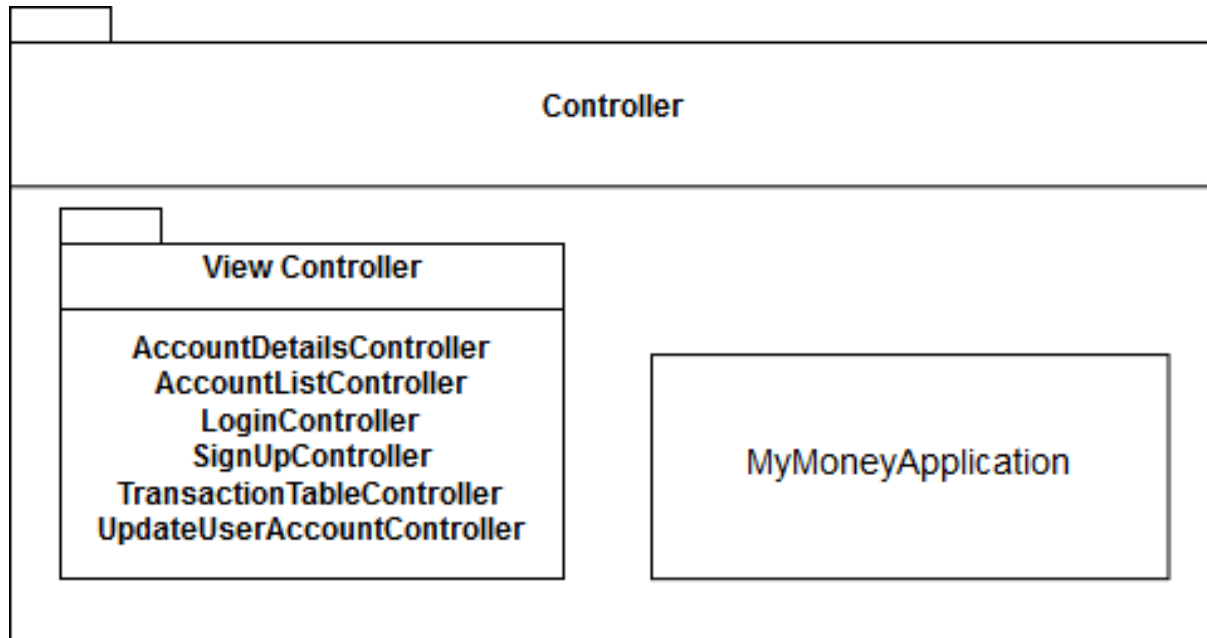 Controller
View Controller
AccountDetailsController
AccountListController
LoginController
SignUpController
TransactionTableController
UpdateUserAccountController
MyMoneyApplication